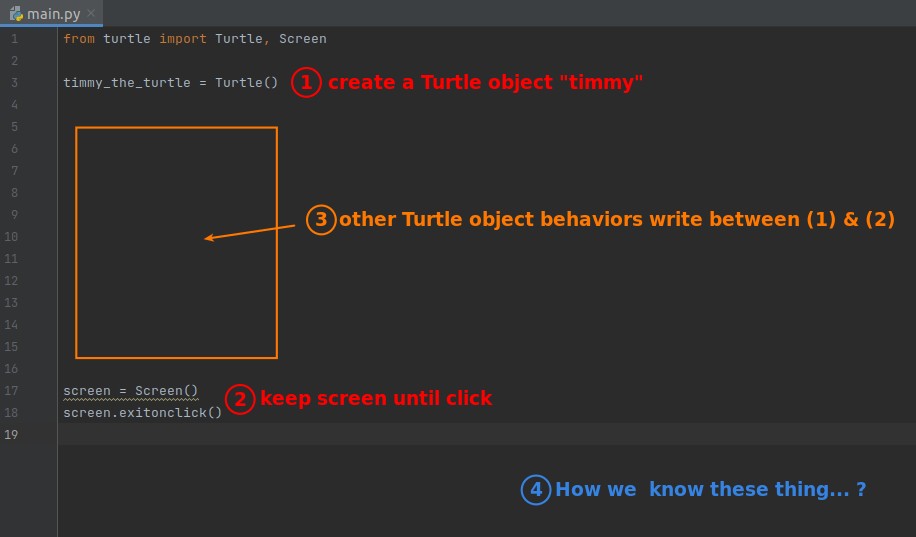 main.py
1 from turtle import Turtle, Screen
2
3 timmy_the_turtle = Turtle() 1 create a Turtle object "timmy"
4
5
6
7
8
9 3 other Turtle object behaviors write between (1) & (2)
10
11
12
13
14
15
16
17 screen = Screen()
2 keep screen until click
18 screen.exitonclick()
19
4 How we know these thing... ?